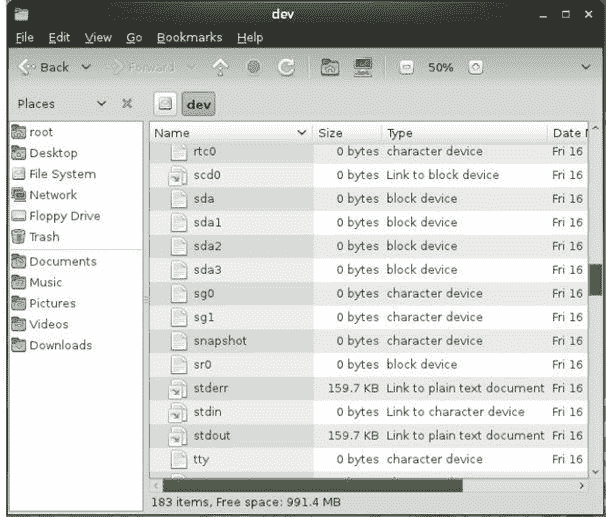 dev
File Edit View Go Bookmarks Help
Back Forward 50%
Places dev
root
Desktop
File System
Network
Floppy Drive
Trash
Documents
Music
Pictures
Videos
Downloads
Name Size Type Date
rtc0 0 bytes character device Fri 16
scd0 0 bytes Link to block device Fri 16
sda 0 bytes block device Fri 16
sda1 0 bytes block device Fri 16
sda2 0 bytes block device Fri 16
sda3 0 bytes block device Fri 16
sg0 0 bytes character device Fri 16
sg1 0 bytes character device Fri 16
snapshot 0 bytes character device Fri 16
sr0 0 bytes block device Fri 16
stderr 159.7 KB Link to plain text document Fri 16
stdin 0 bytes Link to character device Fri 16
stdout 159.7 KB Link to plain text document Fri 16
tty 0 bytes character device Fri 16
183 items, Free space: 991.4 MB